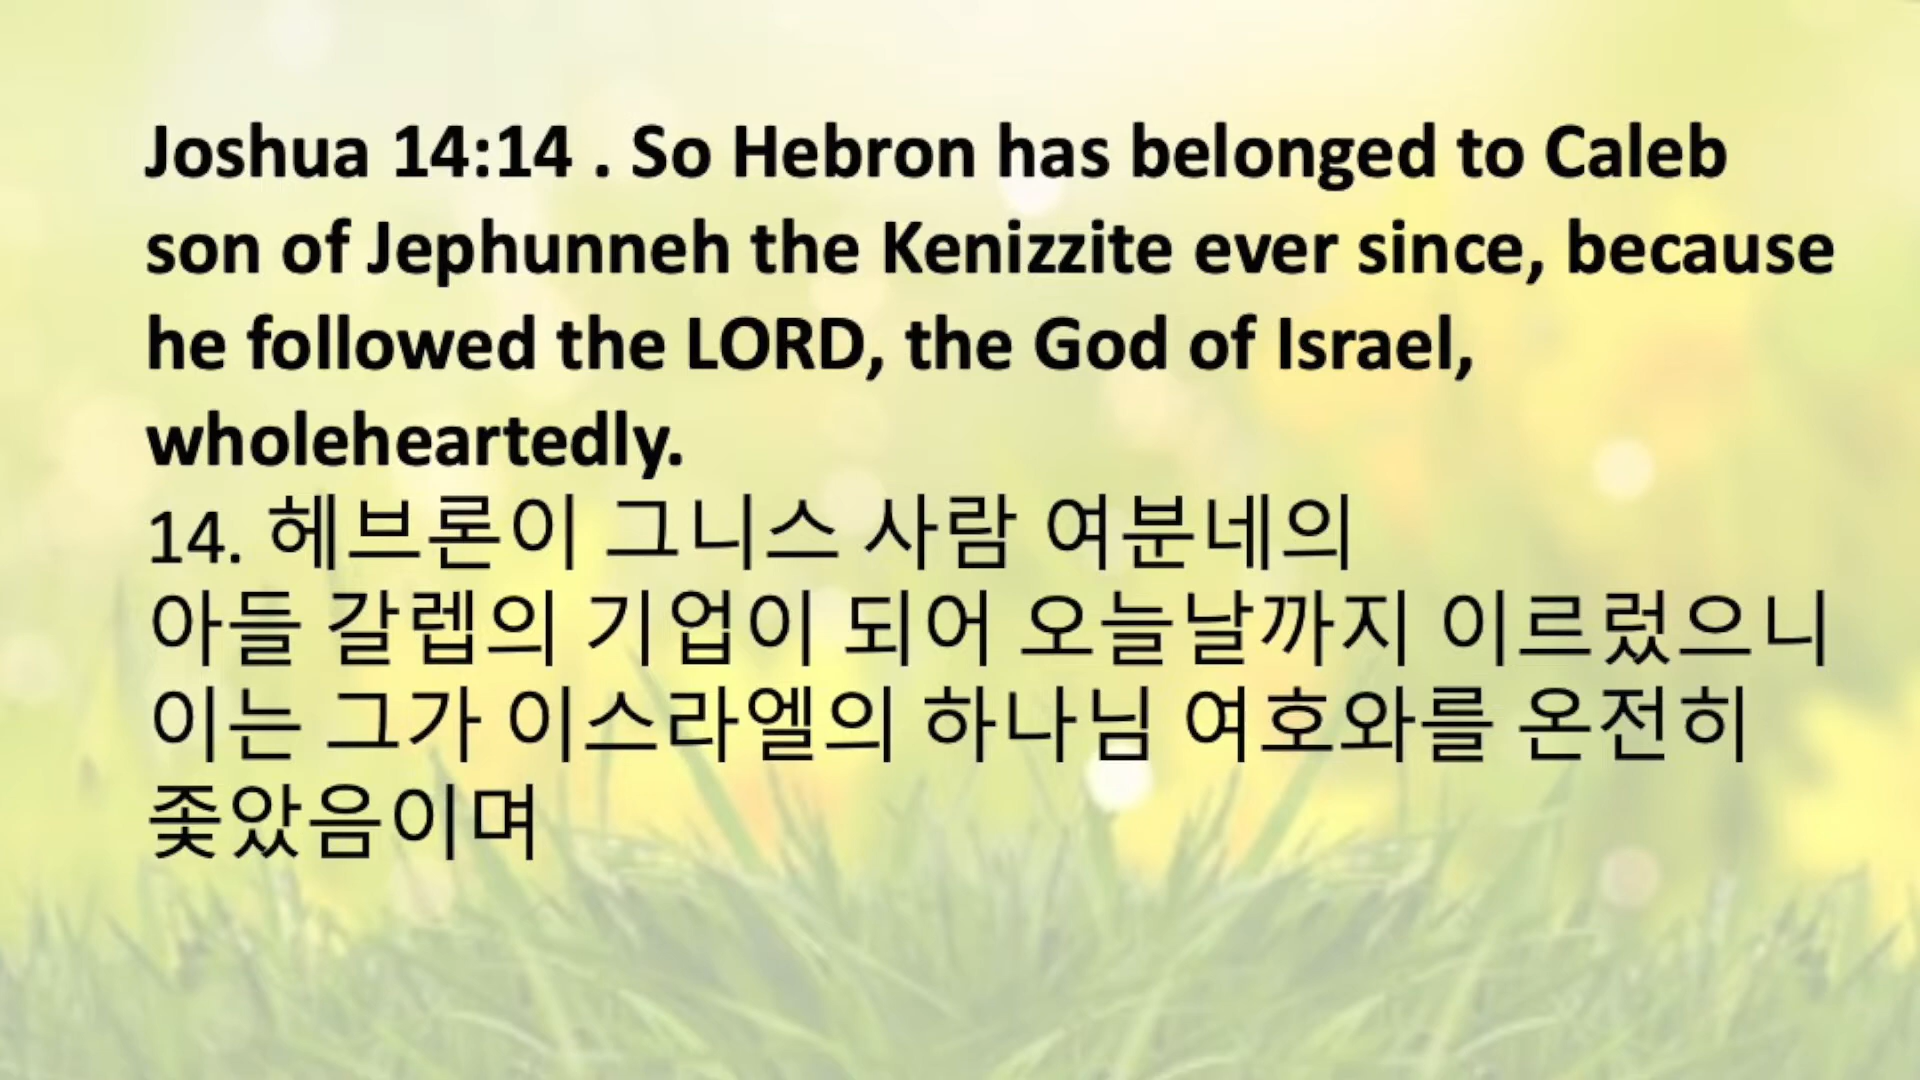 Joshua 14:14 . So Hebron has belonged to Caleb
son of Jephunneh the Kenizzite ever since, because
he followed the LORD, the God of Israel,
wholeheartedly.
14. 헤브론이 그니스 사람 여분네의
아들 갈렙의 기업이 되어 오늘날까지 이르렀으니
이는 그가 이스라엘의 하나님 여호와를 온전히
좇았음이며